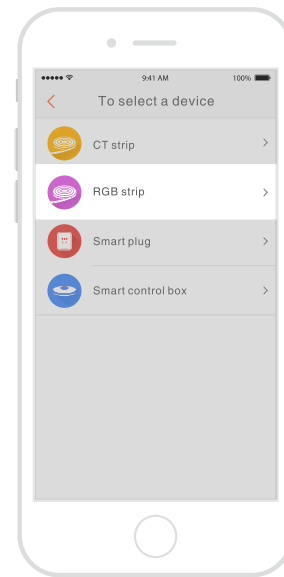 9:41 AM 100%
To select a device
CT strip
RGB strip
Smart plug
Smart control box